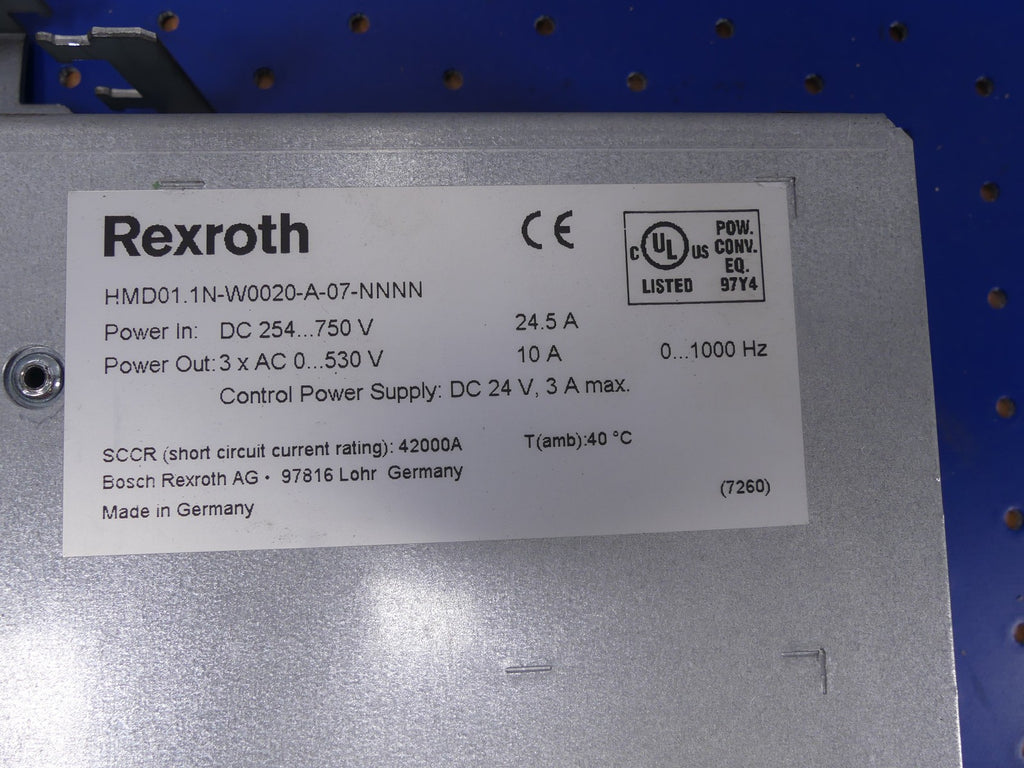 Rexroth
CE
C UL US
LISTED
POW.
CONV.
EQ.
97Y4
HMD01.1N-W0020-A-07-NNNN
Power In: DC 254...750 V 24.5 A
Power Out: 3 x AC 0...530 V 10 A 0...1000 Hz
Control Power Supply: DC 24 V, 3 A max.
SCCR (short circuit current rating): 42000A T(amb):40 °C
Bosch Rexroth AG • 97816 Lohr Germany
(7260)
Made in Germany